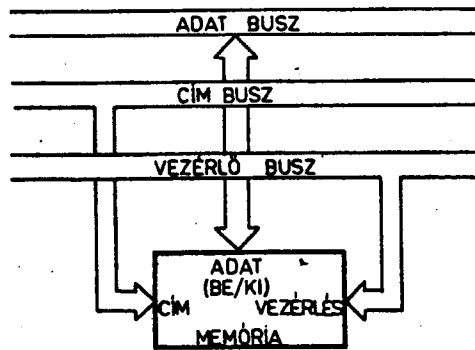 ADAT BUSZ
CÍM BUSZ
VEZÉRLŐ BUSZ
ADAT
(BE/KI)
CÍM VEZÉRLÉS
MEMÓRIA